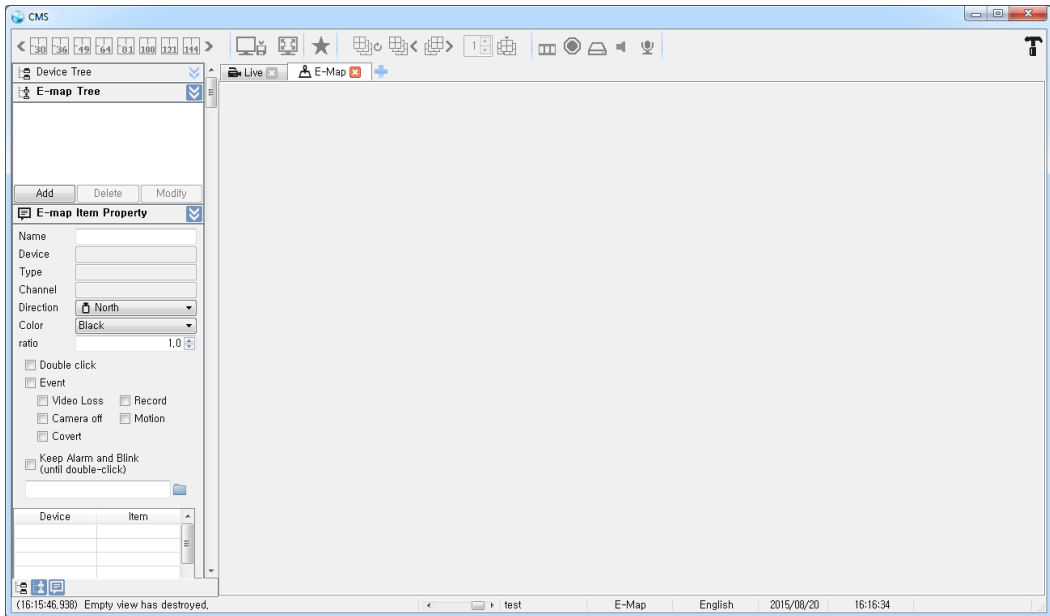 CMS
30 36 49 64 81 100 121 144
1
Device Tree
Live
E-Map
E-map Tree
Add Delete Modify
E-map Item Property
Name
Device
Type
Channel
Direction North
Color Black
ratio 1,0
Double click
Event
Video Loss Record
Camera off Motion
Covert
Keep Alarm and Blink
(until double-click)
Device Item
(16:15:46,938) Empty view has destroyed, test E-Map English 2015/08/20 16:16:34